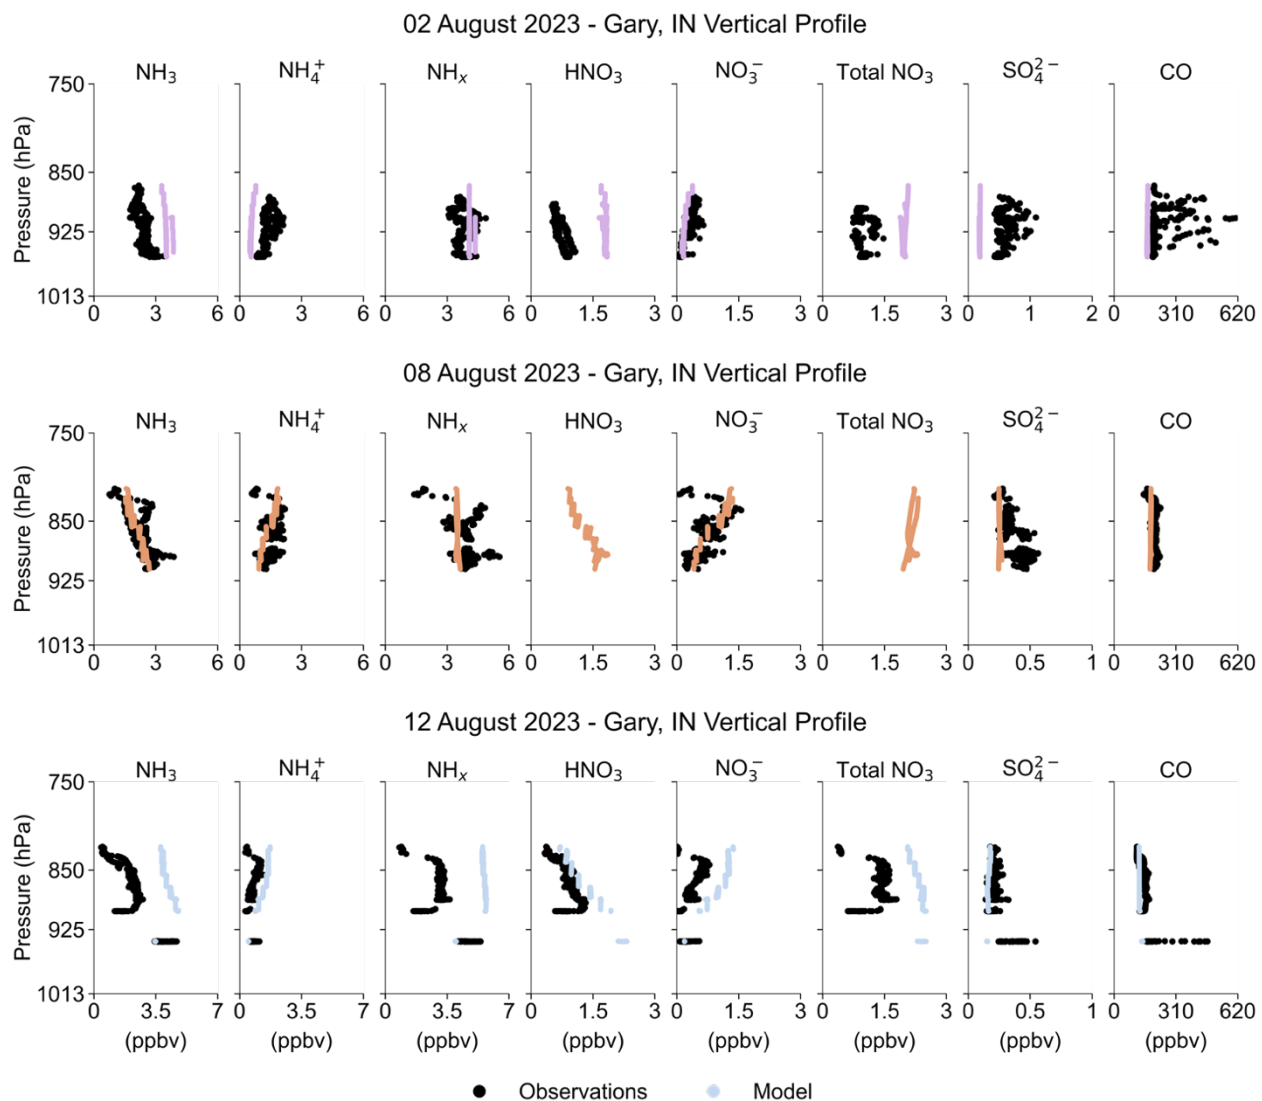 02 August 2023 - Gary, IN Vertical Profile
NH₃ NH₄⁺ NHₓ HNO₃ NO₃⁻ Total NO₃ SO₄²⁻ CO
Pressure (hPa)
750
850
925
1013
0 3 6 0 3 6 0 3 6 0 1.5 3 0 1.5 3 0 1.5 3 0 1 2 0 310 620
08 August 2023 - Gary, IN Vertical Profile
NH₃ NH₄⁺ NHₓ HNO₃ NO₃⁻ Total NO₃ SO₄²⁻ CO
Pressure (hPa)
750
850
925
1013
0 3 6 0 3 6 0 3 6 0 1.5 3 0 1.5 3 0 1.5 3 0 0.5 1 0 310 620
12 August 2023 - Gary, IN Vertical Profile
NH₃ NH₄⁺ NHₓ HNO₃ NO₃⁻ Total NO₃ SO₄²⁻ CO
Pressure (hPa)
750
850
925
1013
0 3.5 7 0 3.5 7 0 3.5 7 0 1.5 3 0 1.5 3 0 1.5 3 0 0.5 1 0 310 620
(ppbv) (ppbv) (ppbv) (ppbv) (ppbv) (ppbv) (ppbv) (ppbv)
Observations Model